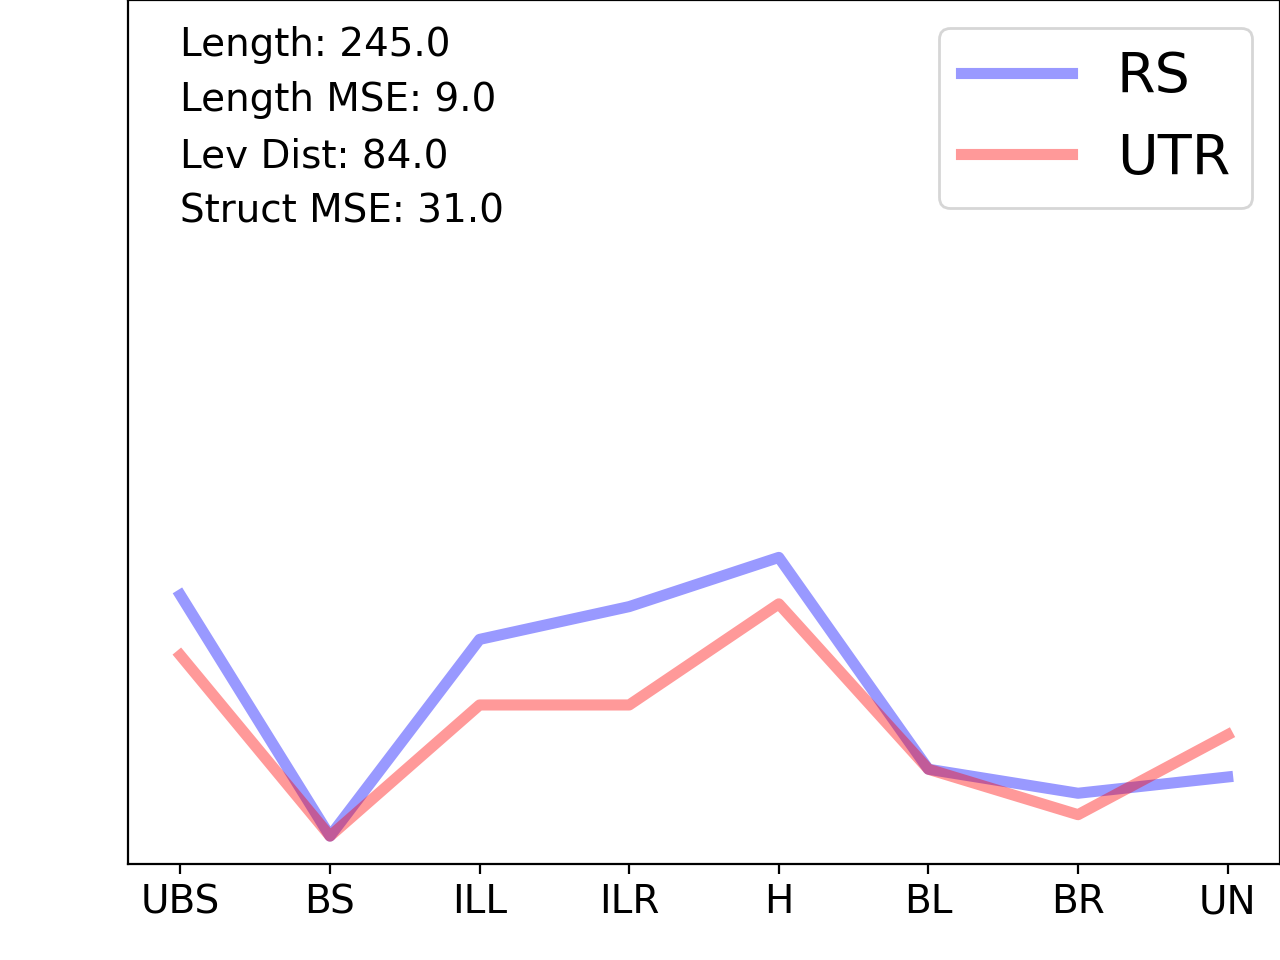 Length: 245.0
Length MSE: 9.0
Lev Dist: 84.0
Struct MSE: 31.0
RS
UTR
UBS BS ILL ILR H BL BR UN